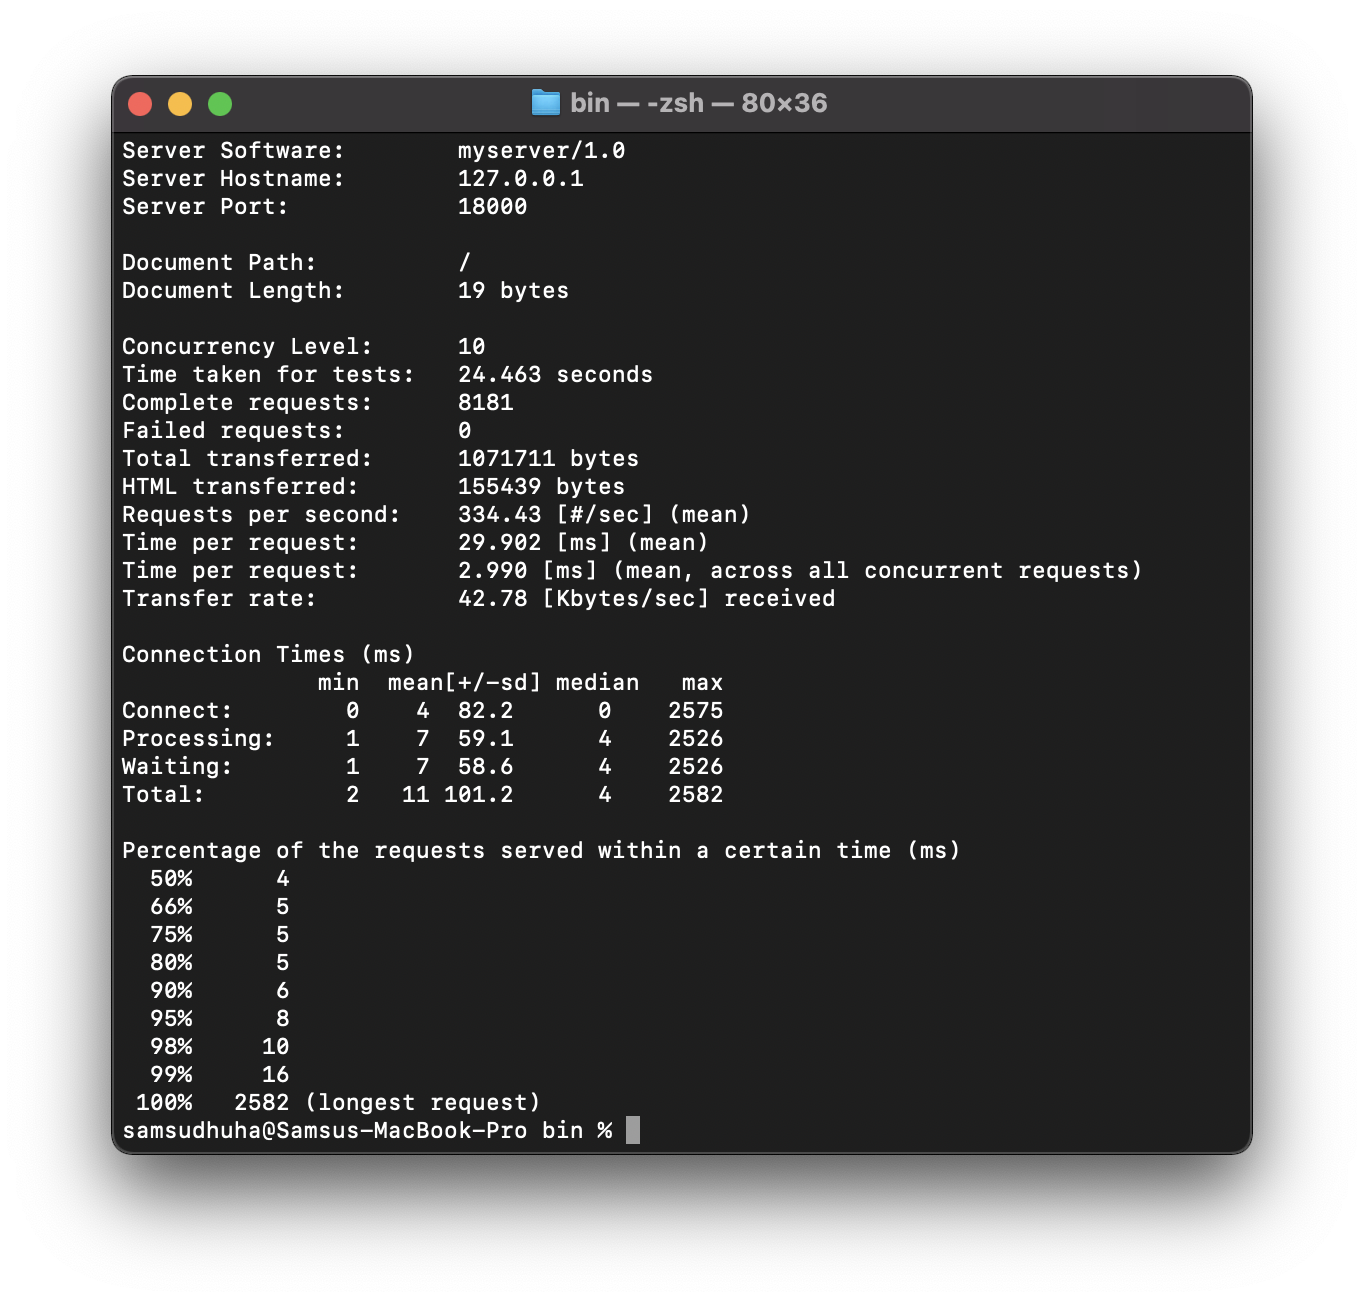 bin — -zsh — 80×36
Server Software:        myserver/1.0
Server Hostname:        127.0.0.1
Server Port:            18000

Document Path:          /
Document Length:        19 bytes

Concurrency Level:      10
Time taken for tests:   24.463 seconds
Complete requests:      8181
Failed requests:        0
Total transferred:      1071711 bytes
HTML transferred:       155439 bytes
Requests per second:    334.43 [#/sec] (mean)
Time per request:       29.902 [ms] (mean)
Time per request:       2.990 [ms] (mean, across all concurrent requests)
Transfer rate:          42.78 [Kbytes/sec] received

Connection Times (ms)
              min  mean[+/-sd] median   max
Connect:        0    4  82.2      0    2575
Processing:     1    7  59.1      4    2526
Waiting:        1    7  58.6      4    2526
Total:          2   11 101.2      4    2582

Percentage of the requests served within a certain time (ms)
  50%      4
  66%      5
  75%      5
  80%      5
  90%      6
  95%      8
  98%     10
  99%     16
 100%   2582 (longest request)
samsudhuha@Samsus-MacBook-Pro bin %